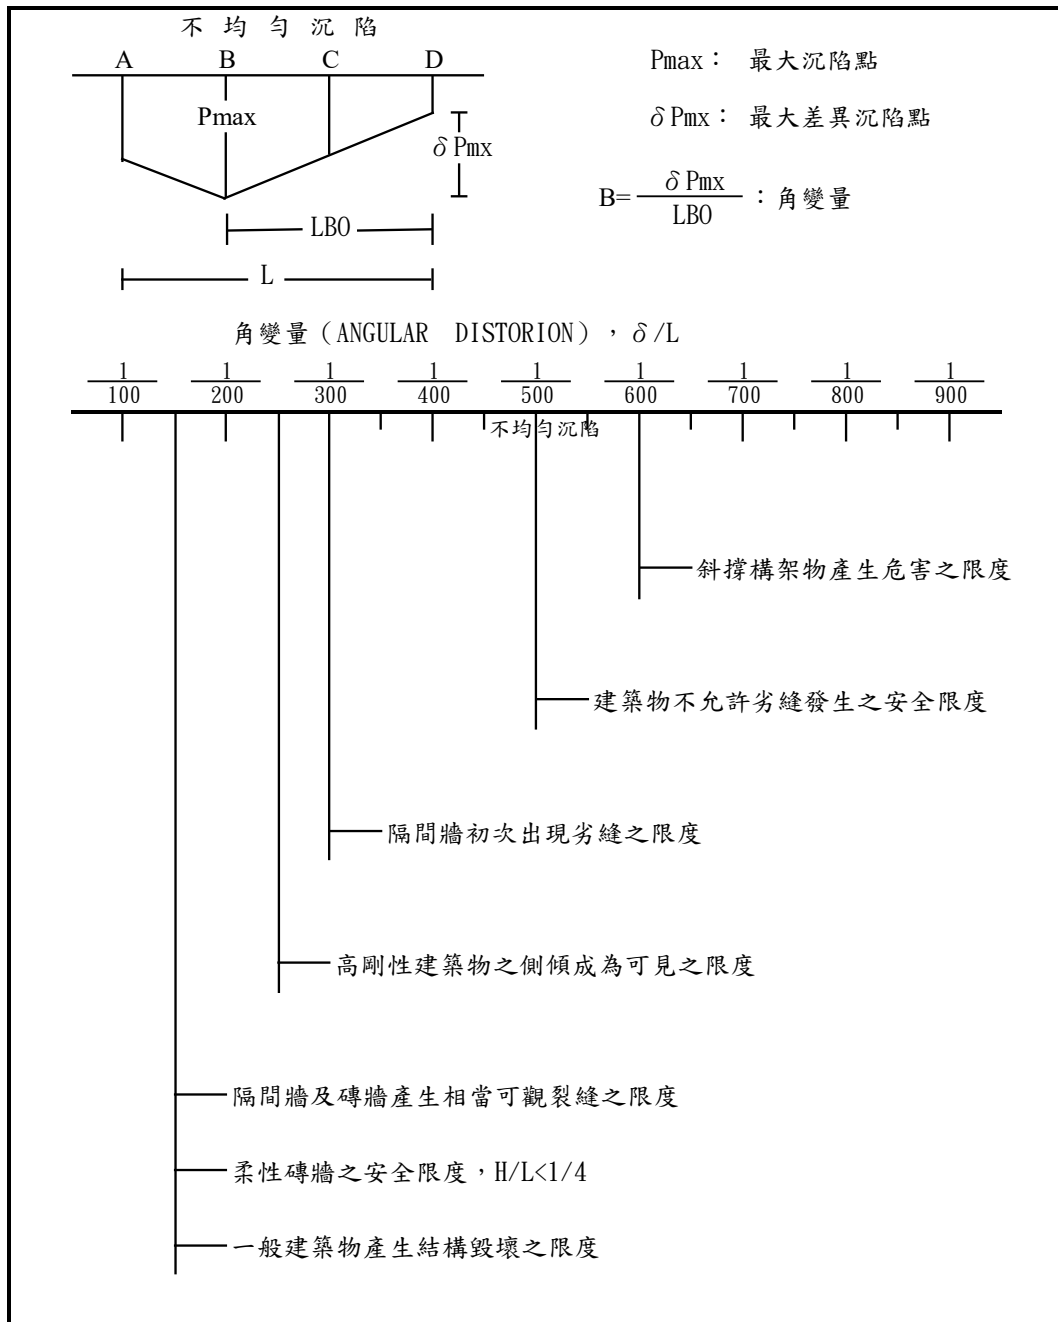 不 均 勻 沉 陷
A B C D
Pmax: 最大沉陷點
Pmax
δPmx: 最大差異沉陷點
δPmx
B= δPmx / LBO :角變量
LBO
L
角變量(ANGULAR DISTORION),δ/L
1/100 1/200 1/300 1/400 1/500 1/600 1/700 1/800 1/900
不均勻沉陷
斜撐構架物產生危害之限度
建築物不允許劣縫發生之安全限度
隔間牆初次出現劣縫之限度
高剛性建築物之側傾成為可見之限度
隔間牆及磚牆產生相當可觀裂縫之限度
柔性磚牆之安全限度,H/L<1/4
一般建築物產生結構毀壞之限度